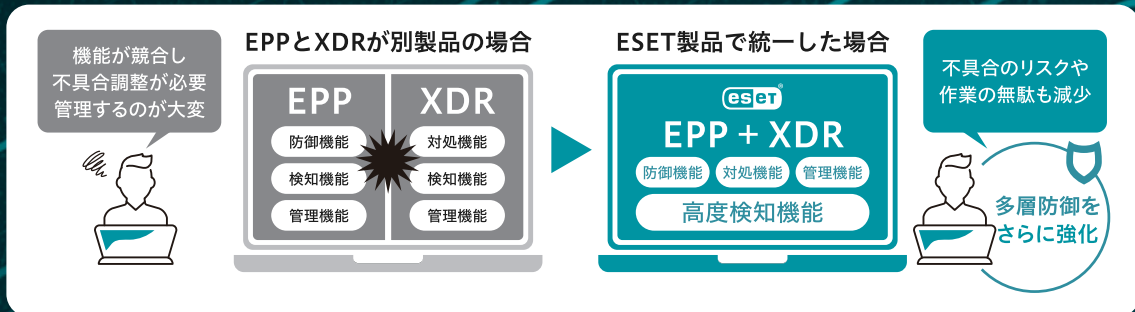 EPPとXDRが別製品の場合
機能が競合し
不具合調整が必要
管理するのが大変
EPP
防御機能
検知機能
管理機能
XDR
対処機能
検知機能
管理機能
ESET製品で統一した場合
eseT®
EPP + XDR
防御機能 対処機能 管理機能
高度検知機能
不具合のリスクや
作業の無駄も減少
多層防御を
さらに強化